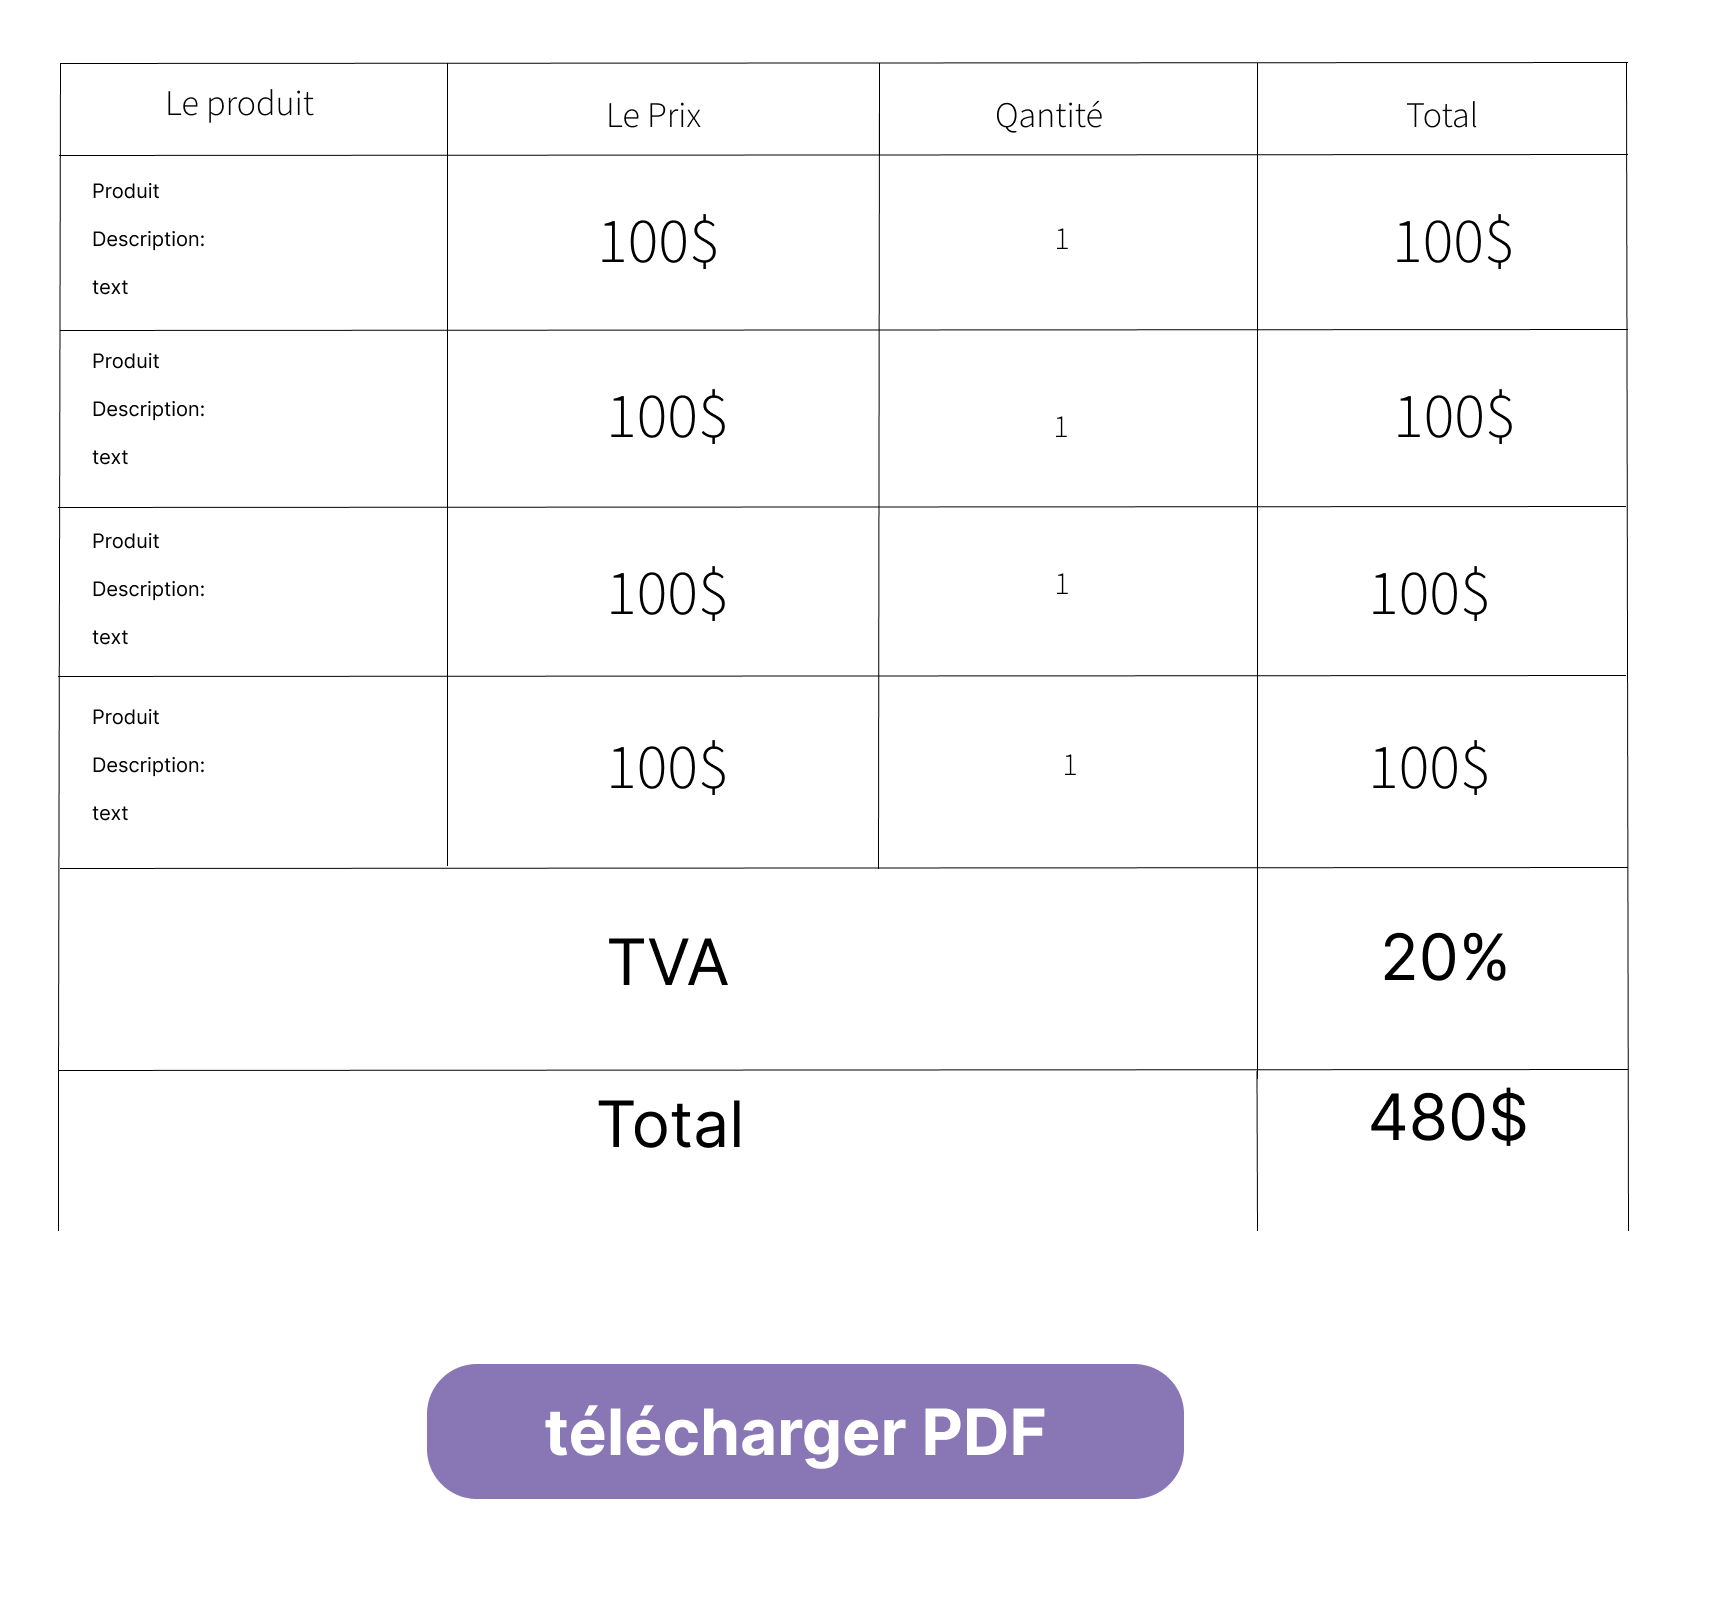 Le produit
Le Prix
Qantité
Total
Produit
Description:
text
100$
1
100$
Produit
Description:
text
100$
1
100$
Produit
Description:
text
100$
1
100$
Produit
Description:
text
100$
1
100$
TVA
20%
Total
480$
télécharger PDF